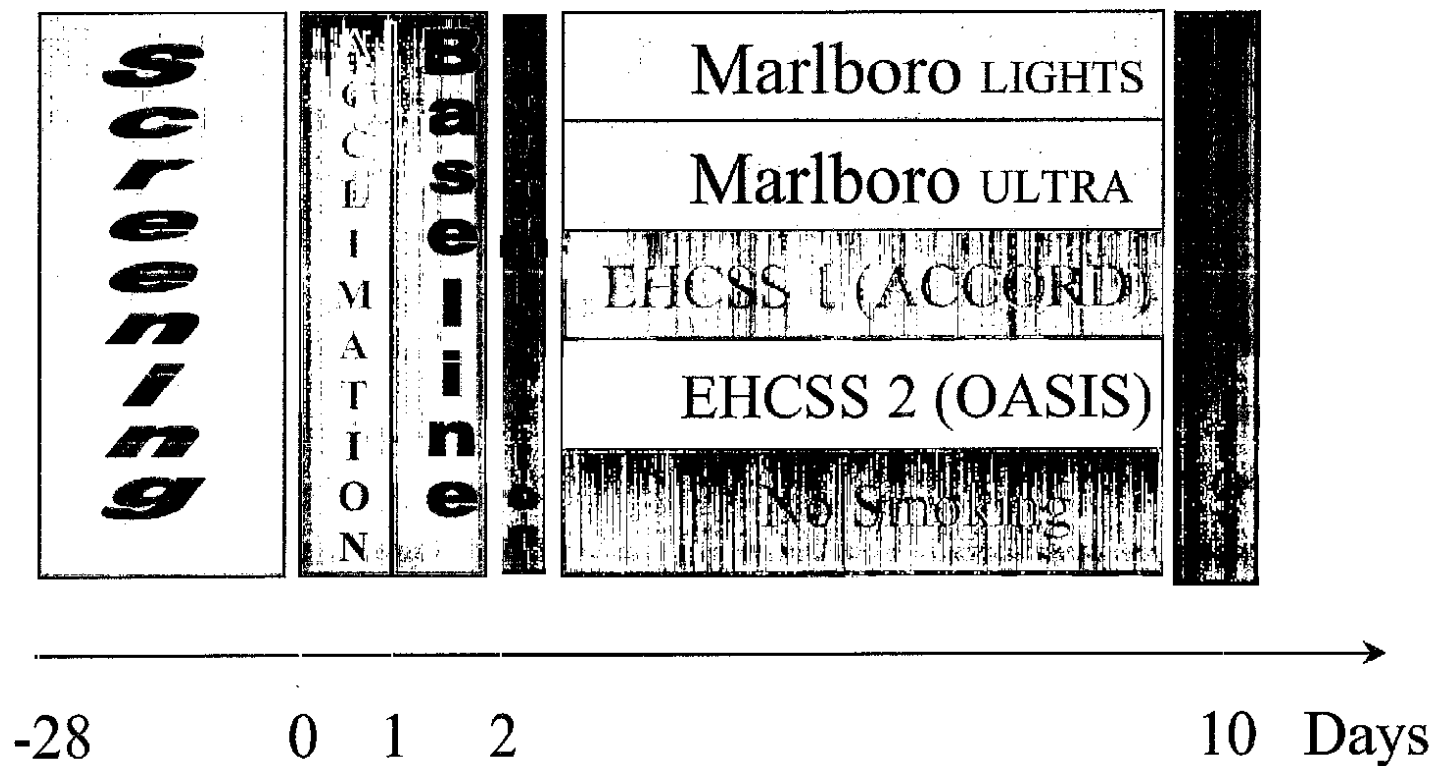 Screening
ACCLIMATION
Baseline
Marlboro LIGHTS
Marlboro ULTRA
EHCSS 1 (ACCORD)
EHCSS 2 (OASIS)
No Smoking
-28 0 1 2 10 Days